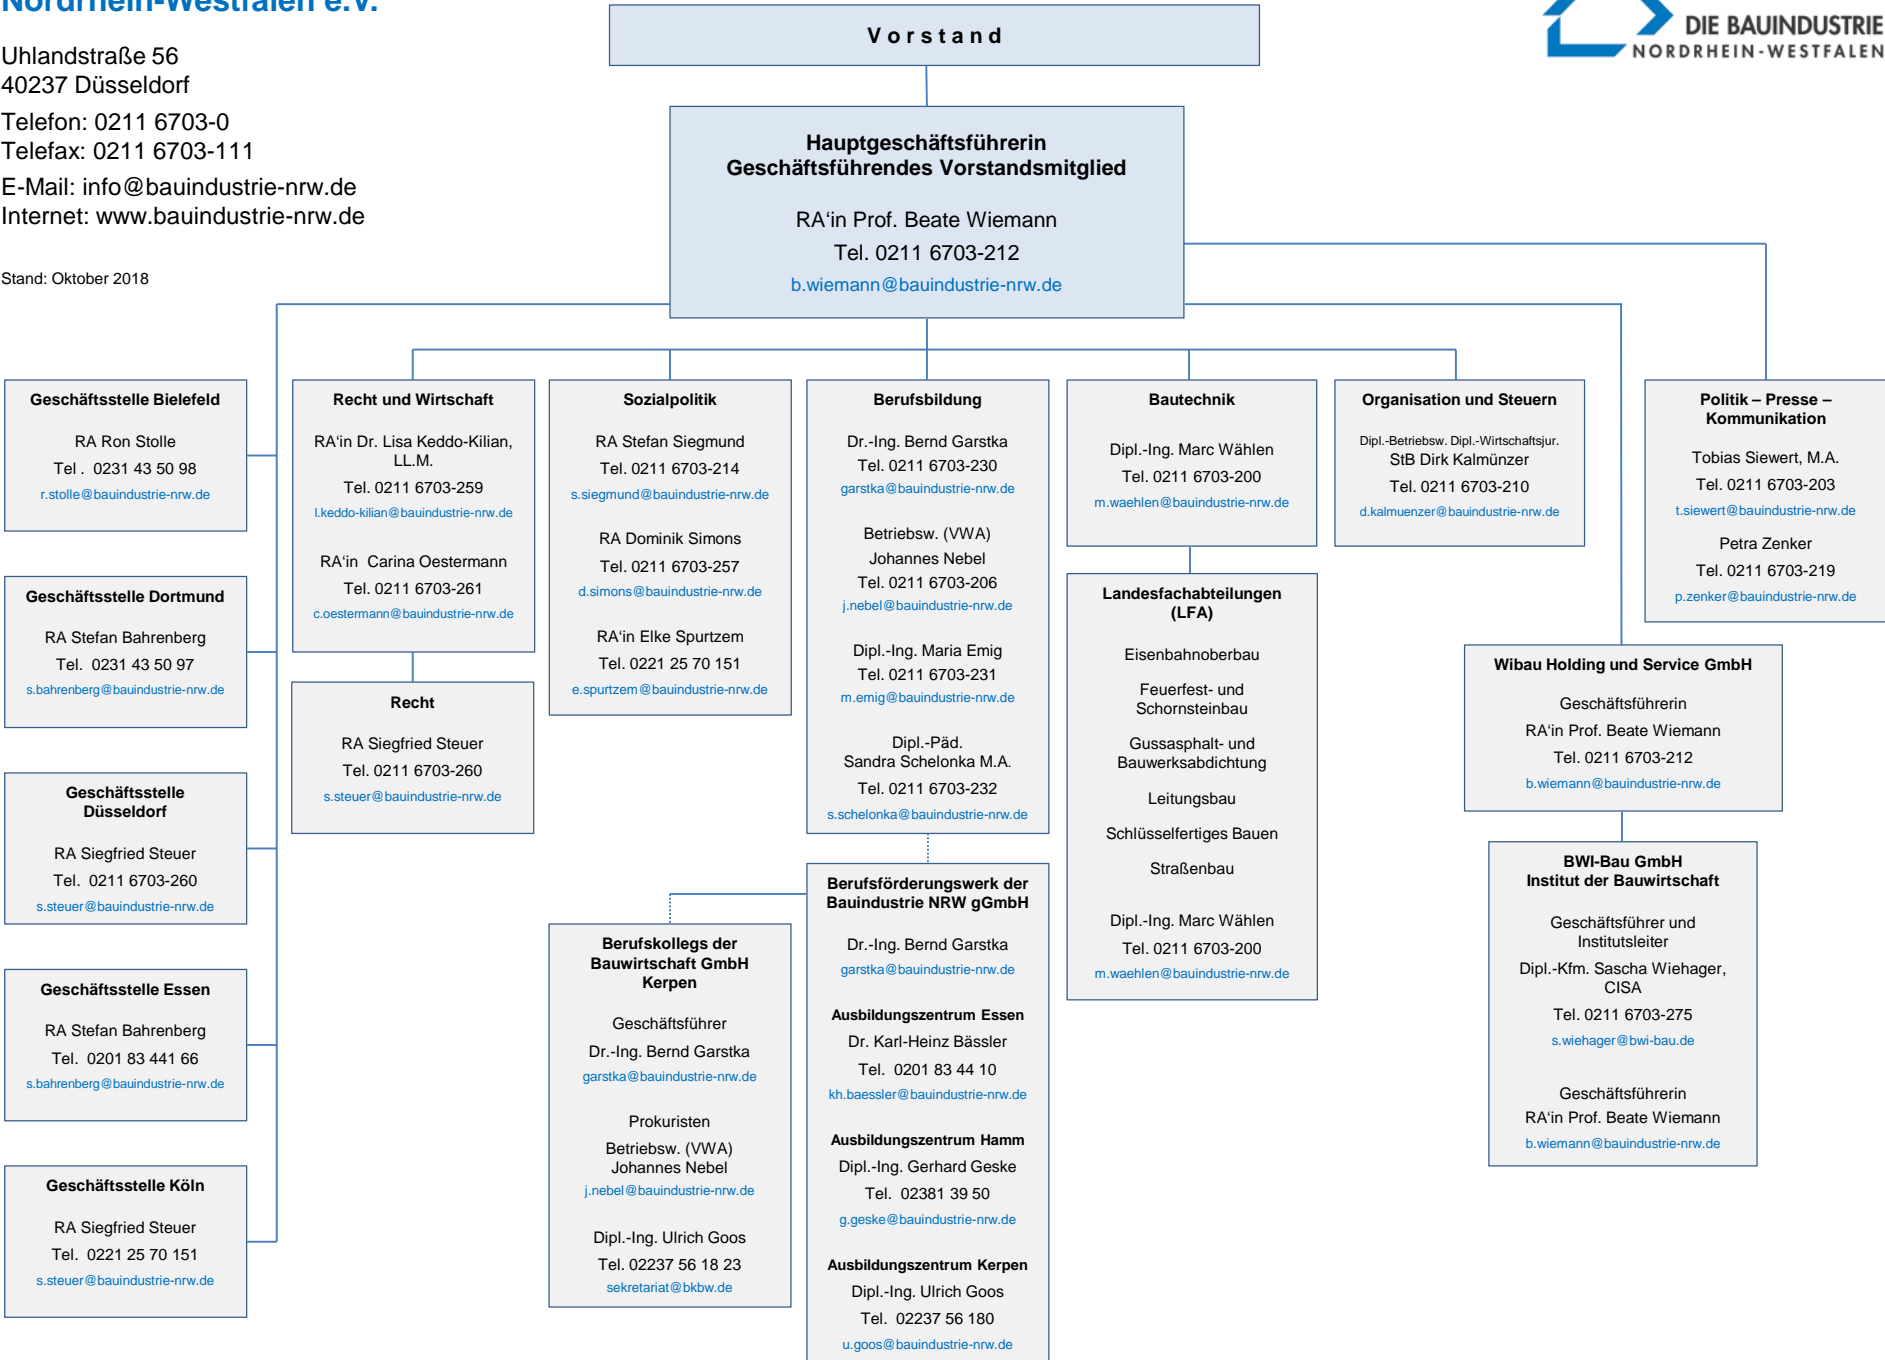 Nordrhein-Westfalen e.V.
Uhlandstraße 56
40237 Düsseldorf
Telefon: 0211 6703-0
Telefax: 0211 6703-111
E-Mail: info@bauindustrie-nrw.de
Internet: www.bauindustrie-nrw.de
Stand: Oktober 2018
Vorstand
DIE BAUINDUSTRIE
NORDRHEIN-WESTFALEN
Hauptgeschäftsführerin
Geschäftsführendes Vorstandsmitglied
RA'in Prof. Beate Wiemann
Tel. 0211 6703-212
b.wiemann@bauindustrie-nrw.de
Geschäftsstelle Bielefeld
RA Ron Stolle
Tel . 0231 43 50 98
r.stolle@bauindustrie-nrw.de
Geschäftsstelle Dortmund
RA Stefan Bahrenberg
Tel. 0231 43 50 97
s.bahrenberg@bauindustrie-nrw.de
Geschäftsstelle
Düsseldorf
RA Siegfried Steuer
Tel. 0211 6703-260
s.steuer@bauindustrie-nrw.de
Geschäftsstelle Essen
RA Stefan Bahrenberg
Tel. 0201 83 441 66
s.bahrenberg@bauindustrie-nrw.de
Geschäftsstelle Köln
RA Siegfried Steuer
Tel. 0221 25 70 151
s.steuer@bauindustrie-nrw.de
Recht und Wirtschaft
RA'in Dr. Lisa Keddo-Kilian,
LL.M.
Tel. 0211 6703-259
l.keddo-kilian@bauindustrie-nrw.de
RA'in Carina Oestermann
Tel. 0211 6703-261
c.oestermann@bauindustrie-nrw.de
Recht
RA Siegfried Steuer
Tel. 0211 6703-260
s.steuer@bauindustrie-nrw.de
Sozialpolitik
RA Stefan Siegmund
Tel. 0211 6703-214
s.siegmund@bauindustrie-nrw.de
RA Dominik Simons
Tel. 0211 6703-257
d.simons@bauindustrie-nrw.de
RA'in Elke Spurtzem
Tel. 0221 25 70 151
e.spurtzem@bauindustrie-nrw.de
Berufsbildung
Dr.-Ing. Bernd Garstka
Tel. 0211 6703-230
garstka@bauindustrie-nrw.de
Betriebsw. (VWA)
Johannes Nebel
Tel. 0211 6703-206
j.nebel@bauindustrie-nrw.de
Dipl.-Ing. Maria Emig
Tel. 0211 6703-231
m.emig@bauindustrie-nrw.de
Dipl.-Päd.
Sandra Schelonka M.A.
Tel. 0211 6703-232
s.schelonka@bauindustrie-nrw.de
Berufskollegs der
Bauwirtschaft GmbH
Kerpen
Geschäftsführer
Dr.-Ing. Bernd Garstka
garstka@bauindustrie-nrw.de
Prokuristen
Betriebsw. (VWA)
Johannes Nebel
j.nebel@bauindustrie-nrw.de
Dipl.-Ing. Ulrich Goos
Tel. 02237 56 18 23
sekretariat@bkbw.de
Berufsförderungswerk der
Bauindustrie NRW gGmbH
Dr.-Ing. Bernd Garstka
garstka@bauindustrie-nrw.de
Ausbildungszentrum Essen
Dr. Karl-Heinz Bässler
Tel. 0201 83 44 10
kh.baessler@bauindustrie-nrw.de
Ausbildungszentrum Hamm
Dipl.-Ing. Gerhard Geske
Tel. 02381 39 50
g.geske@bauindustrie-nrw.de
Ausbildungszentrum Kerpen
Dipl.-Ing. Ulrich Goos
Tel. 02237 56 180
u.goos@bauindustrie-nrw.de
Bautechnik
Dipl.-Ing. Marc Wählen
Tel. 0211 6703-200
m.waehlen@bauindustrie-nrw.de
Landesfachabteilungen
(LFA)
Eisenbahnoberbau
Feuerfest- und
Schornsteinbau
Gussasphalt- und
Bauwerksabdichtung
Leitungsbau
Schlüsselfertiges Bauen
Straßenbau
Dipl.-Ing. Marc Wählen
Tel. 0211 6703-200
m.waehlen@bauindustrie-nrw.de
Organisation und Steuern
Dipl.-Betriebsw. Dipl.-Wirtschaftsjur.
StB Dirk Kalmünzer
Tel. 0211 6703-210
d.kalmuenzer@bauindustrie-nrw.de
Politik – Presse –
Kommunikation
Tobias Siewert, M.A.
Tel. 0211 6703-203
t.siewert@bauindustrie-nrw.de
Petra Zenker
Tel. 0211 6703-219
p.zenker@bauindustrie-nrw.de
Wibau Holding und Service GmbH
Geschäftsführerin
RA'in Prof. Beate Wiemann
Tel. 0211 6703-212
b.wiemann@bauindustrie-nrw.de
BWI-Bau GmbH
Institut der Bauwirtschaft
Geschäftsführer und
Institutsleiter
Dipl.-Kfm. Sascha Wiehager,
CISA
Tel. 0211 6703-275
s.wiehager@bwi-bau.de
Geschäftsführerin
RA'in Prof. Beate Wiemann
b.wiemann@bauindustrie-nrw.de